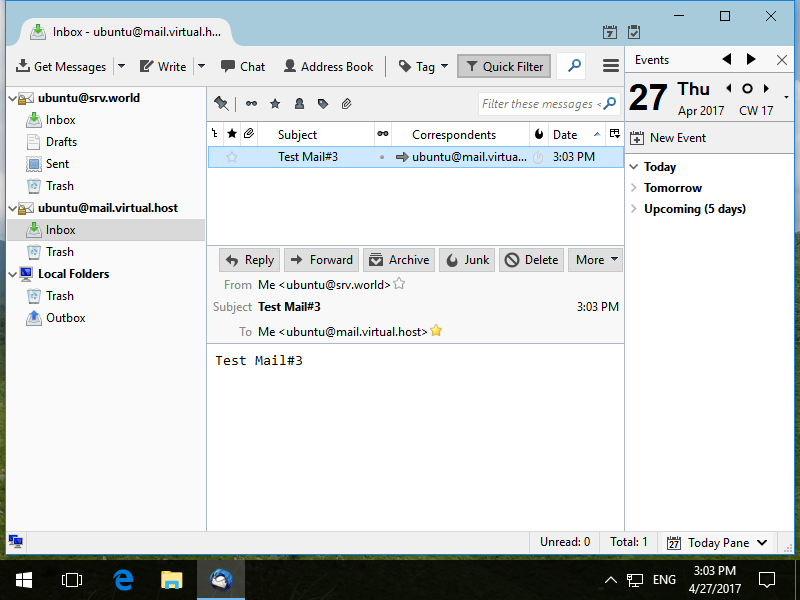 Inbox - ubuntu@mail.virtual.h...
Get Messages
Write
Chat
Address Book
Tag
Quick Filter
Events
27
Thu
Apr 2017
CW 17
New Event
Today
Tomorrow
Upcoming (5 days)
ubuntu@srv.world
Inbox
Drafts
Sent
Trash
ubuntu@mail.virtual.host
Inbox
Trash
Local Folders
Trash
Outbox
Filter these messages <
Subject
Correspondents
Date
Test Mail#3
ubuntu@mail.virtua...
3:03 PM
Reply
Forward
Archive
Junk
Delete
More
From Me <ubuntu@srv.world>
Subject Test Mail#3
3:03 PM
To Me <ubuntu@mail.virtual.host>
Test Mail#3
Unread: 0
Total: 1
27
Today Pane
ENG
3:03 PM
4/27/2017